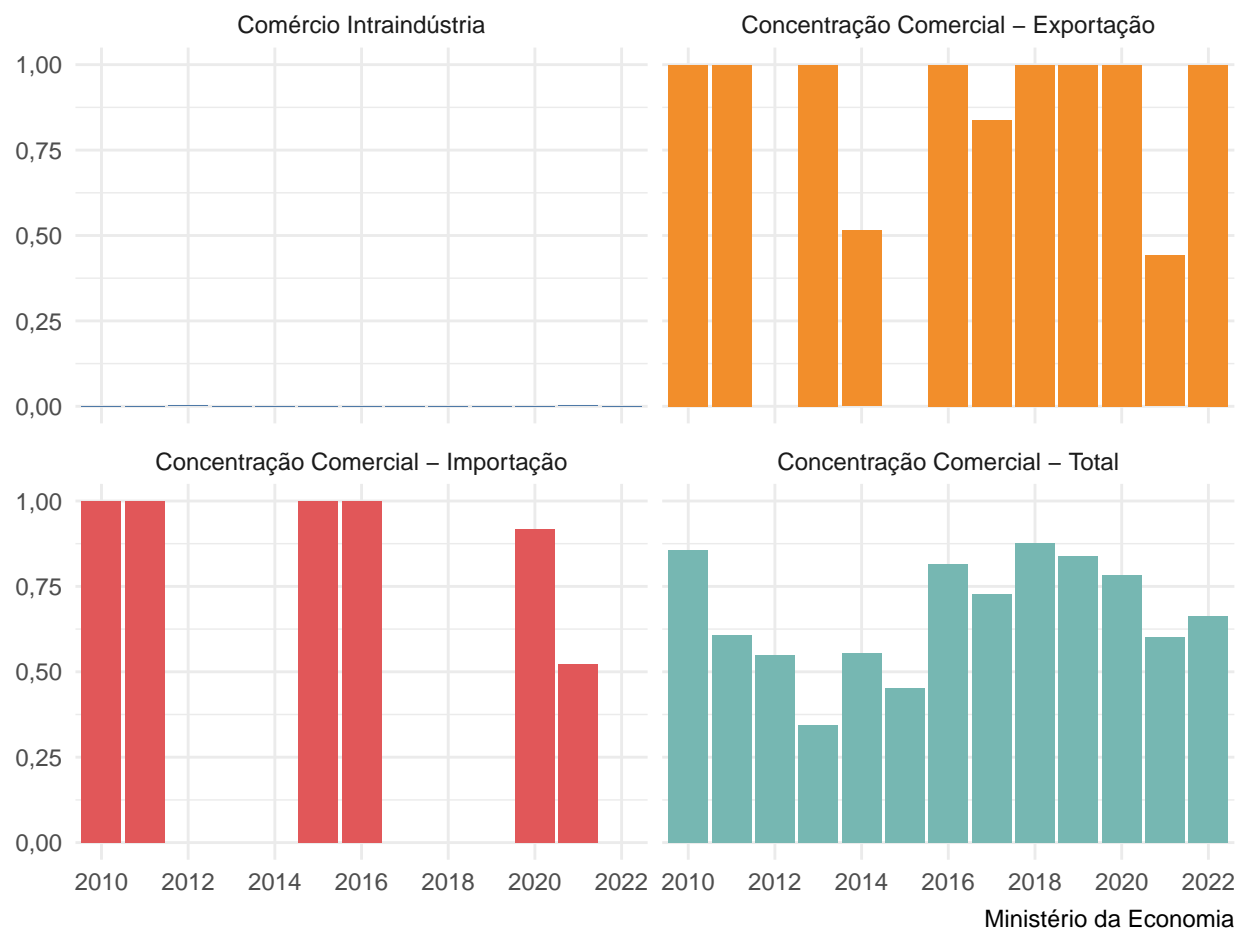 Comércio Intraindústria
Concentração Comercial – Exportação
1,00
0,75
0,50
0,25
0,00
Concentração Comercial – Importação
Concentração Comercial – Total
1,00
0,75
0,50
0,25
0,00
2010 2012 2014 2016 2018 2020 2022
2010 2012 2014 2016 2018 2020 2022
Ministério da Economia